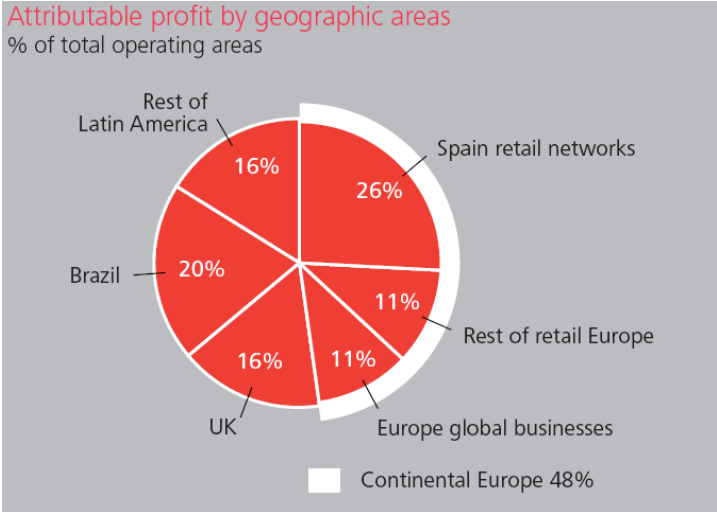 Attributable profit by geographic areas
% of total operating areas
Rest of
Latin America
16%
Spain retail networks
26%
Brazil
20%
11%
Rest of retail Europe
16%
11%
UK
Europe global businesses
Continental Europe 48%